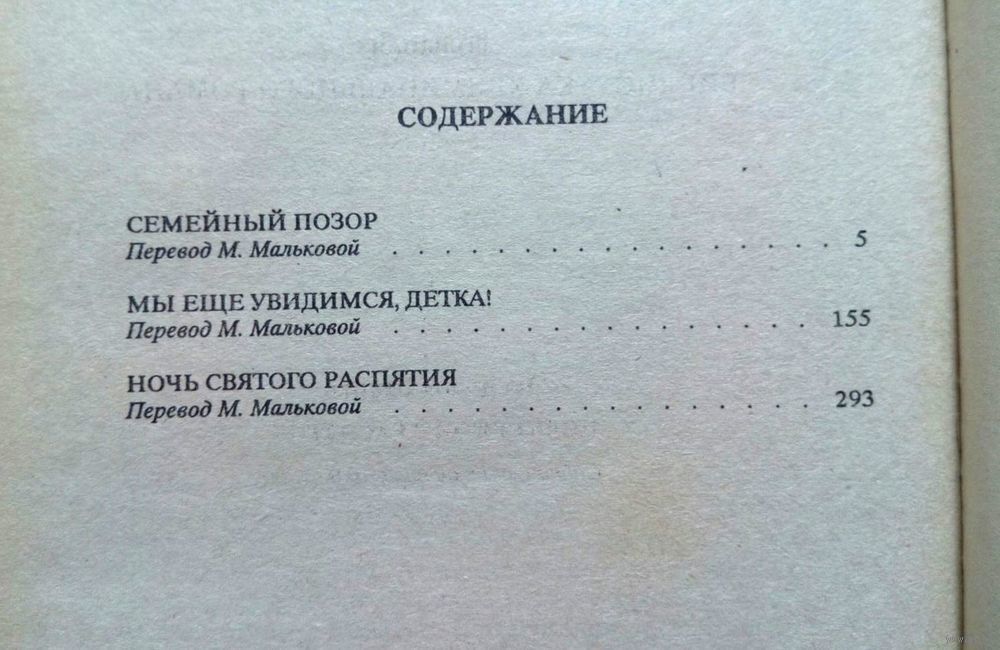 СОДЕРЖАНИЕ
СЕМЕЙНЫЙ ПОЗОР
Перевод М. Мальковой . . . . . . . . . . . . . . . . . 5
МЫ ЕЩЕ УВИДИМСЯ, ДЕТКА!
Перевод М. Мальковой . . . . . . . . . . . . . . . . 155
НОЧЬ СВЯТОГО РАСПЯТИЯ
Перевод М. Мальковой . . . . . . . . . . . . . . . . 293